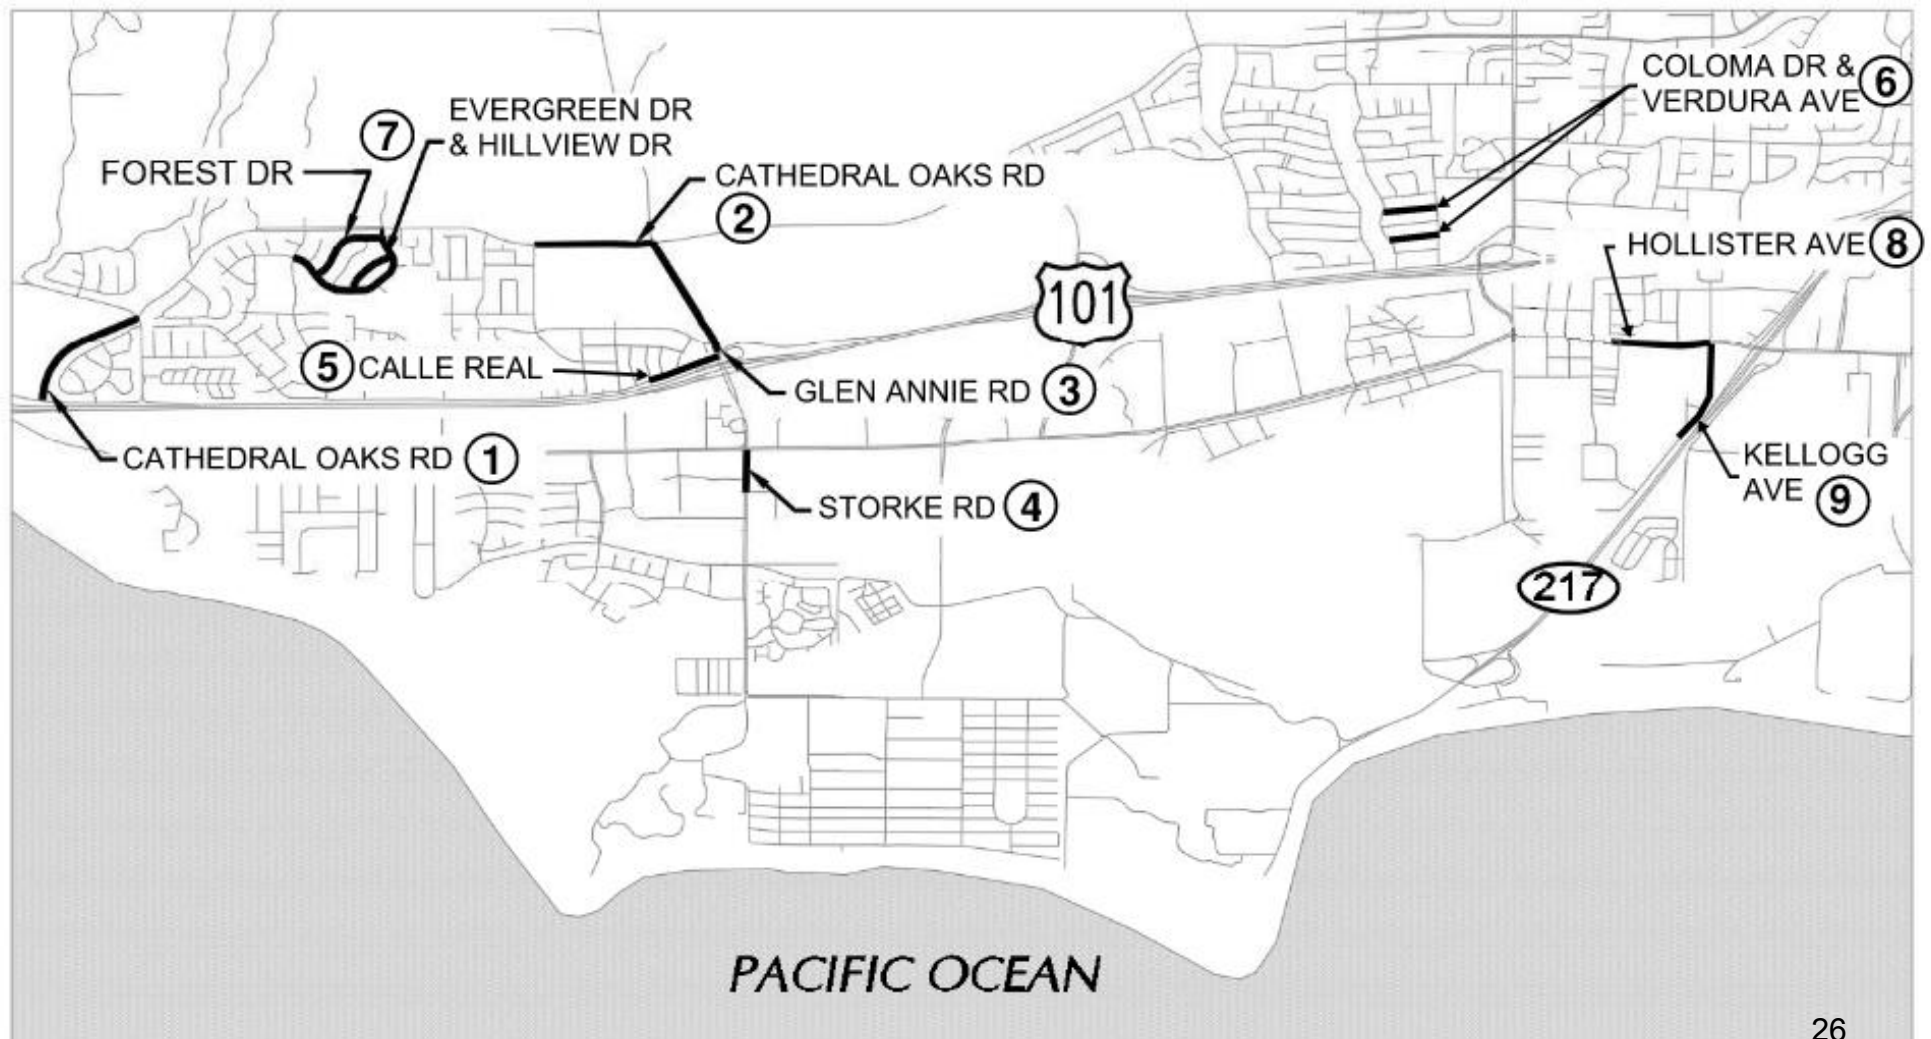 COLOMA DR &
VERDURA AVE 6
EVERGREEN DR
& HILLVIEW DR
7
FOREST DR
CATHEDRAL OAKS RD
2
HOLLISTER AVE 8
101
5 CALLE REAL
GLEN ANNIE RD 3
CATHEDRAL OAKS RD 1
KELLOGG
AVE 9
STORKE RD 4
217
PACIFIC OCEAN
26